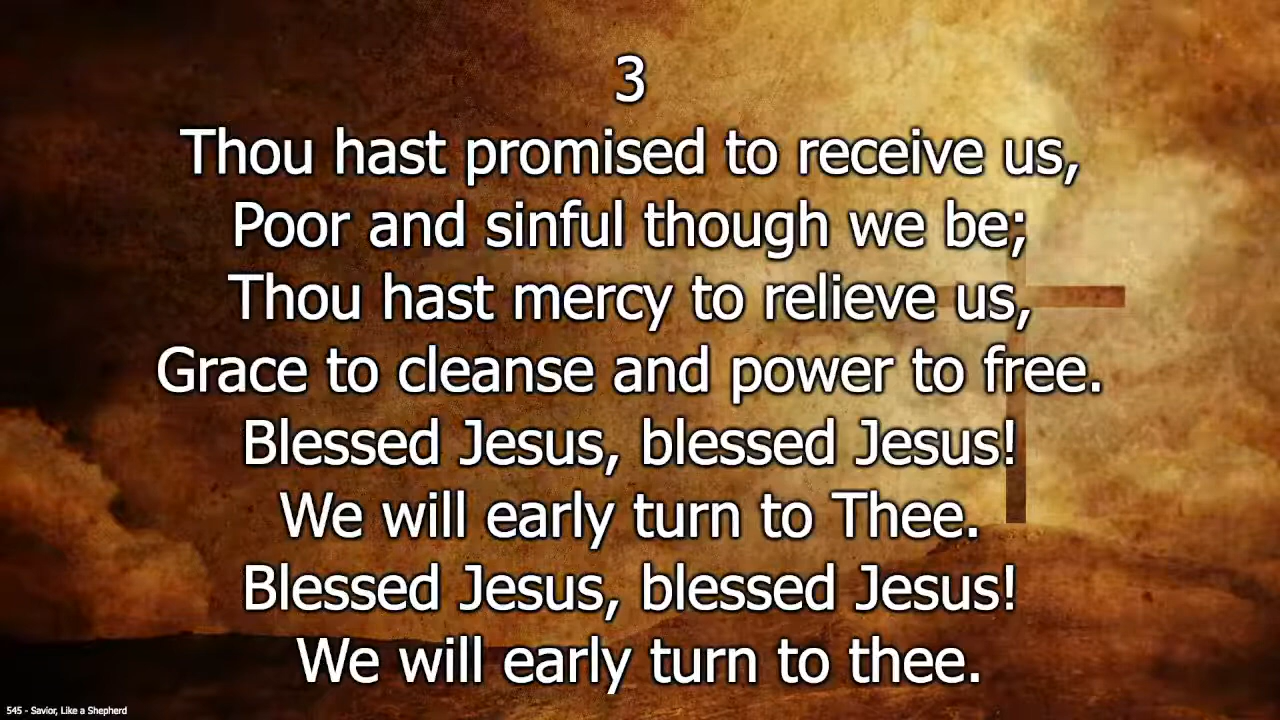 3
Thou hast promised to receive us,
Poor and sinful though we be;
Thou hast mercy to relieve us,
Grace to cleanse and power to free.
Blessed Jesus, blessed Jesus!
We will early turn to Thee.
Blessed Jesus, blessed Jesus!
We will early turn to thee.
545 - Savior, Like a Shepherd